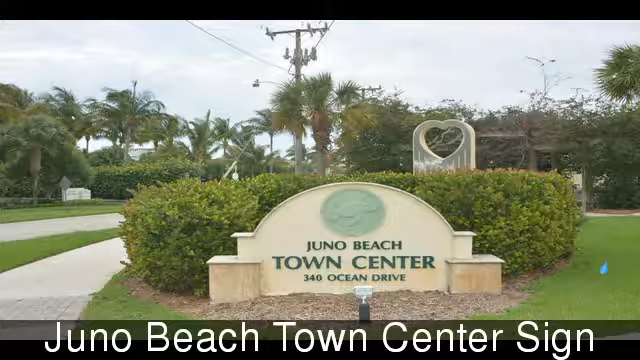 JUNO BEACH
TOWN CENTER
340 OCEAN DRIVE
Juno Beach Town Center Sign